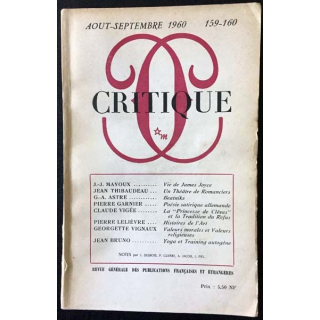 AOUT-SEPTEMBRE 1960 159-160
CRITIQUE
m
J.-J. MAYOUX .......... Vie de James Joyce
JEAN THIBAUDEAU ... Un Théâtre de Romanciers
G.-A. ASTRE ........... Beatniks
PIERRE GARNIER ..... Poésie satirique allemande
CLAUDE VIGÉE ........ La "Princesse de Clèves"
et la Tradition du Refus
PIERRE LELIÈVRE ... Histoires de l'Art
GEORGETTE VIGNAUX Valeurs morales et Valeurs
religieuses
JEAN BRUNO .......... Yoga et Training autogène
NOTES par
REVUE GÉNÉRALE DES PUBLICATIONS FRANÇAISES ET ÉTRANGÈRES
Prix : 5,50 NF